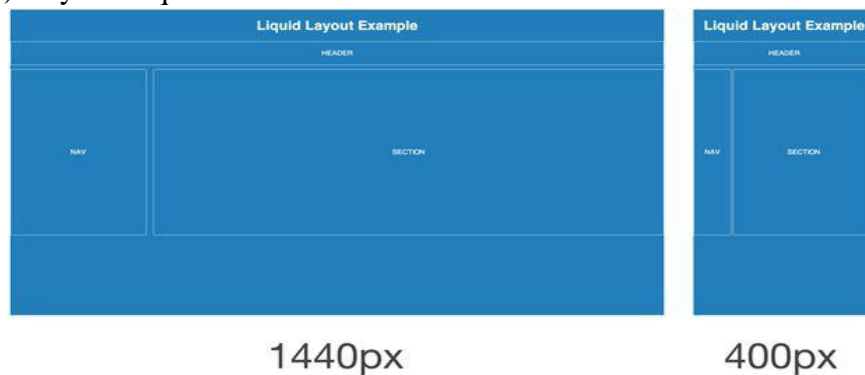 Liquid Layout Example
HEADER
NAV
SECTION
1440px
Liquid Layout Example
HEADER
NAV
SECTION
400px